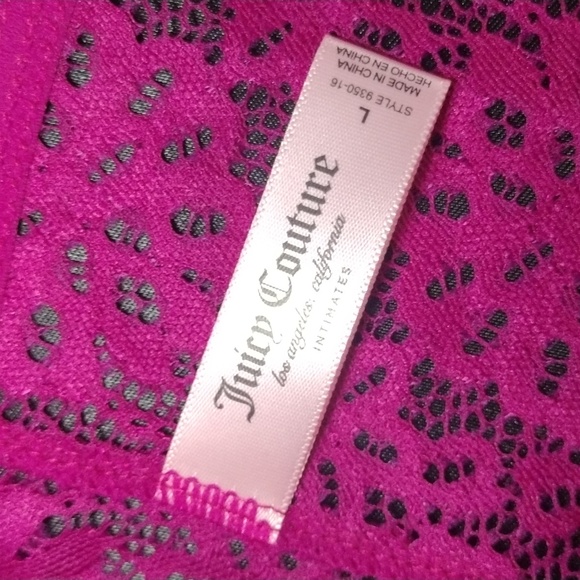 Juicy Couture
los angeles, california
INTIMATES
L
STYLE 9350-16
MADE IN CHINA
HECHO EN CHINA